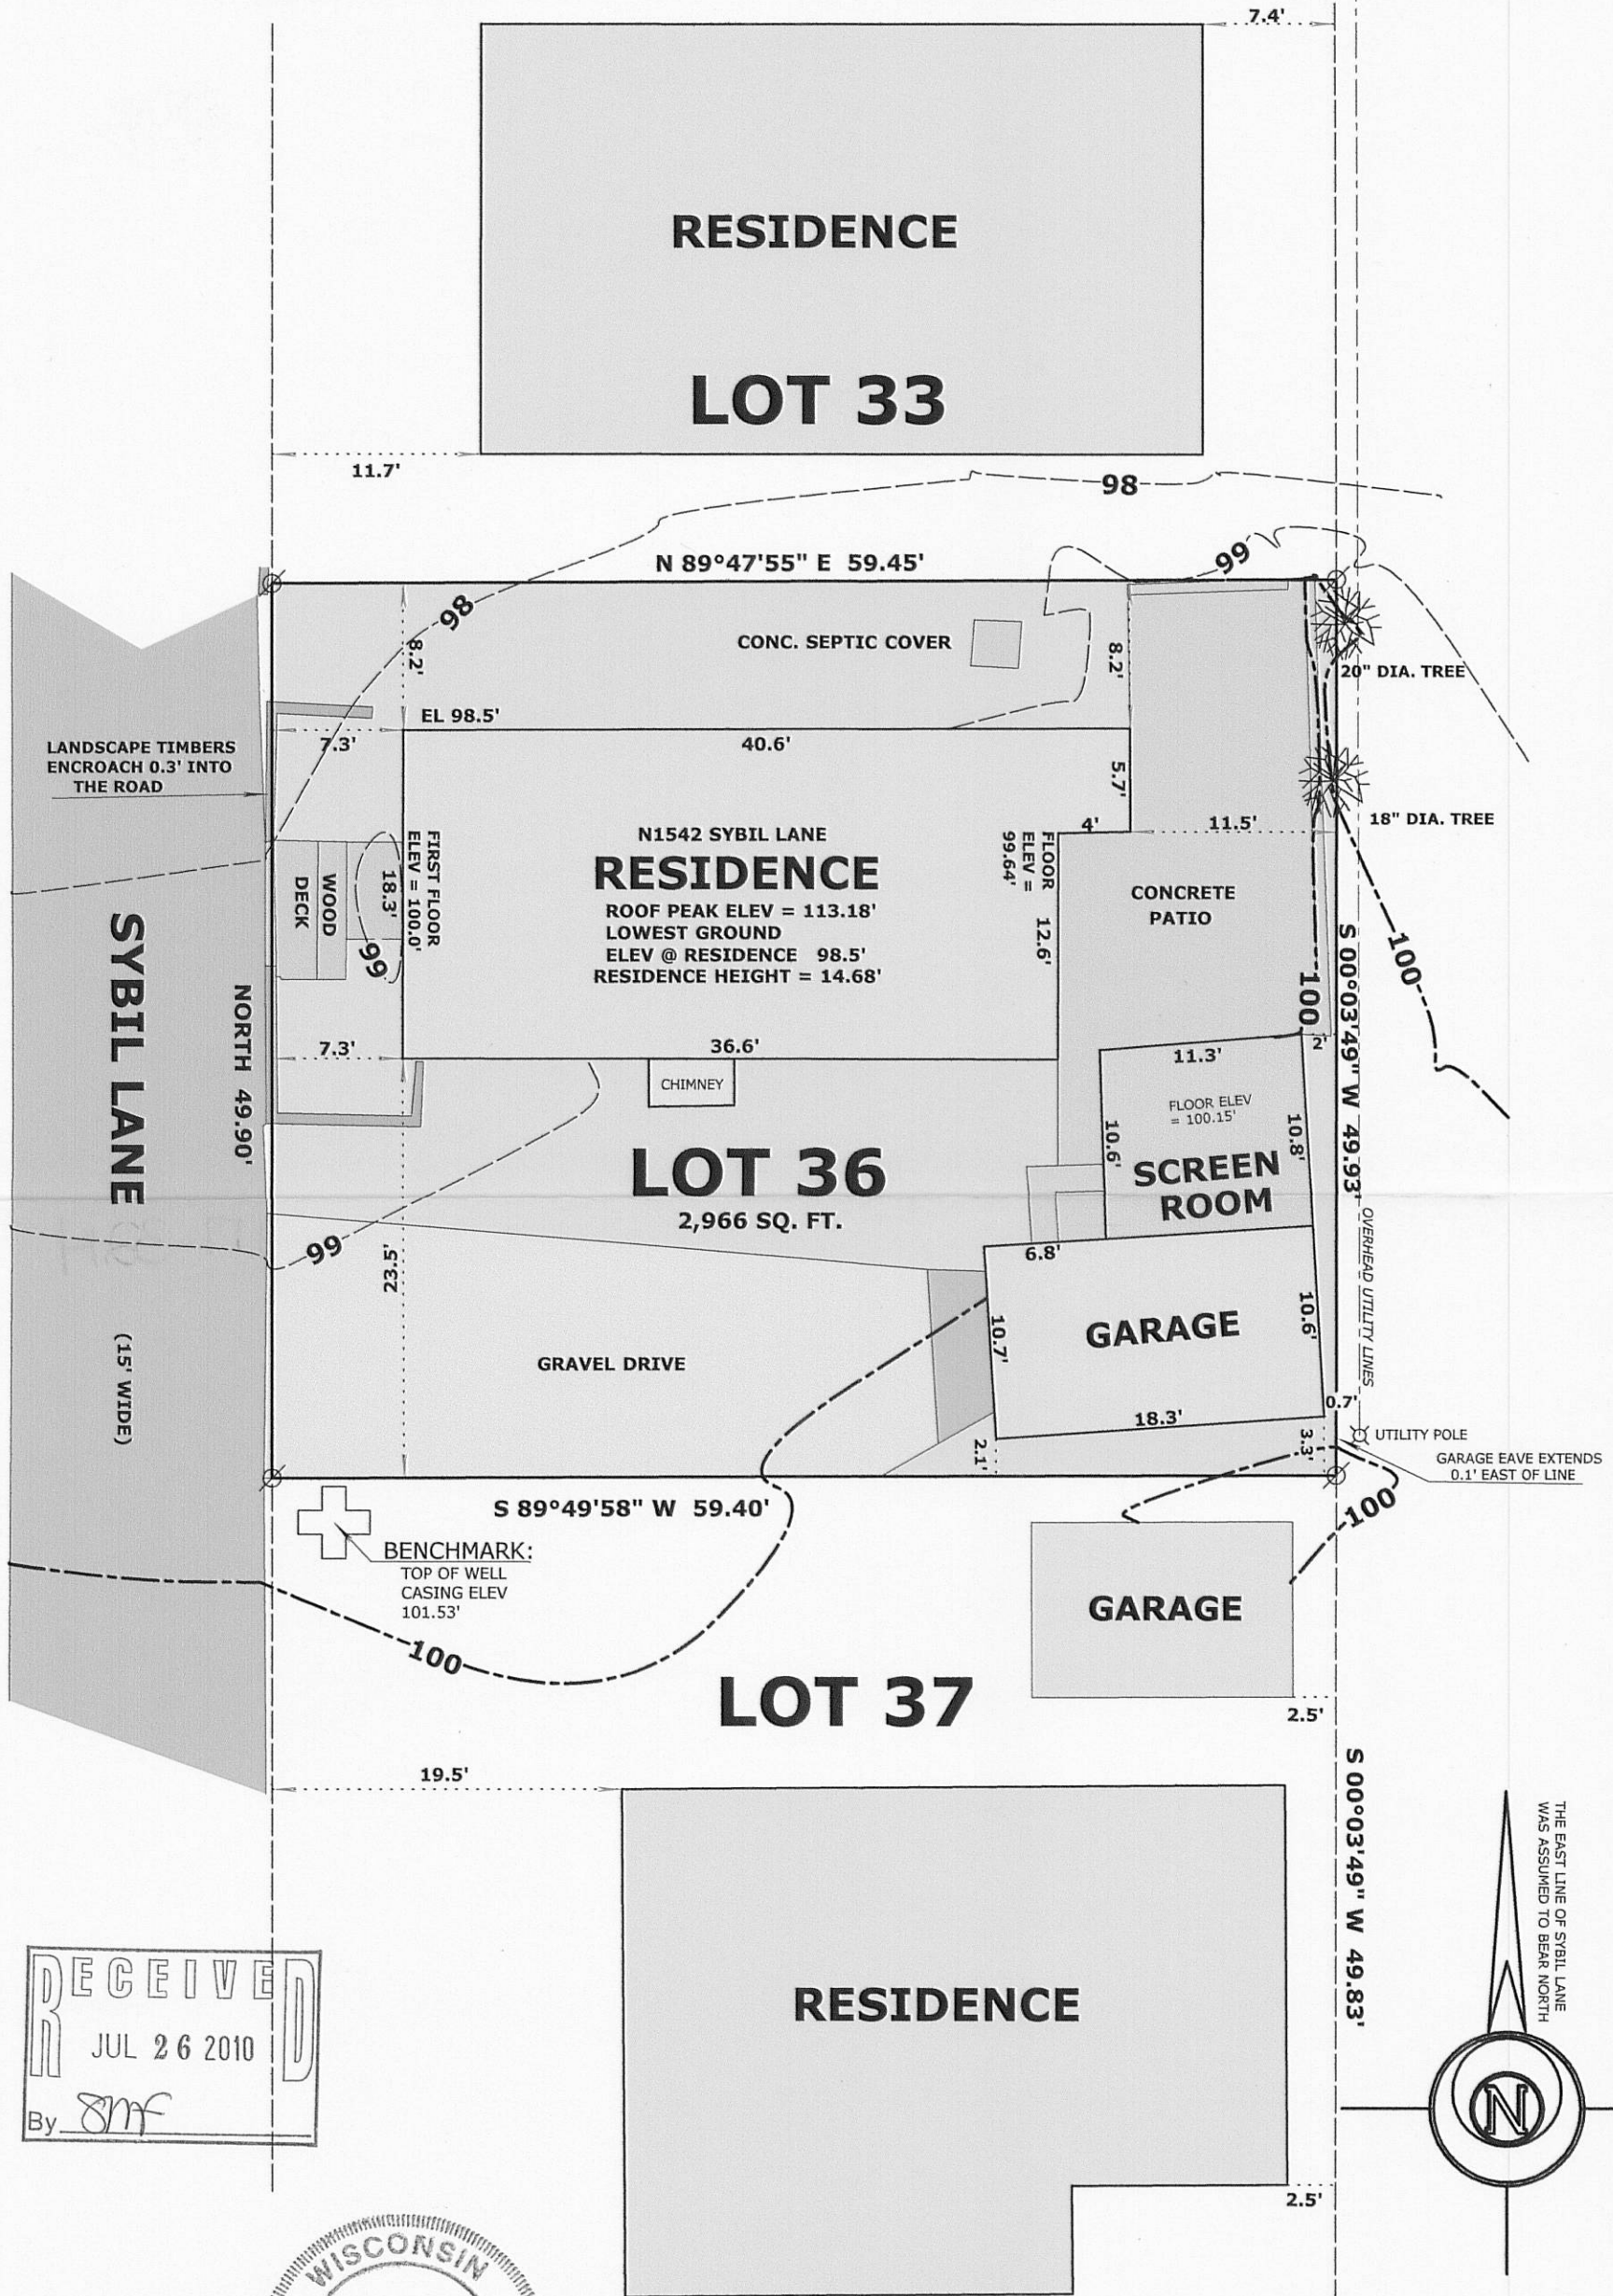 7.4'
RESIDENCE
LOT 33
11.7'
98
N 89°47'55" E 59.45'
99
98
8.2'
CONC. SEPTIC COVER
8.2'
20" DIA. TREE
EL 98.5'
7.3'
40.6'
LANDSCAPE TIMBERS
ENCROACH 0.3' INTO
THE ROAD
5.7'
N1542 SYBIL LANE
RESIDENCE
ROOF PEAK ELEV = 113.18'
LOWEST GROUND
ELEV @ RESIDENCE 98.5'
RESIDENCE HEIGHT = 14.68'
4'
11.5'
18" DIA. TREE
FIRST FLOOR
ELEV = 100.0'
FLOOR
ELEV =
99.64'
12.6'
WOOD
DECK
18.3'
99
CONCRETE
PATIO
100
100
S 00°03'49" W 49.93'
SYBIL LANE
(15' WIDE)
NORTH 49.90'
7.3'
36.6'
CHIMNEY
2'
11.3'
FLOOR ELEV
= 100.15'
10.6'
10.8'
SCREEN
ROOM
LOT 36
2,966 SQ. FT.
99
23.5'
6.8'
OVERHEAD UTILITY LINES
GRAVEL DRIVE
10.7'
GARAGE
10.6'
18.3'
0.7'
2.1'
3.3'
UTILITY POLE
GARAGE EAVE EXTENDS
0.1' EAST OF LINE
S 89°49'58" W 59.40'
100
BENCHMARK:
TOP OF WELL
CASING ELEV
101.53'
100
GARAGE
LOT 37
2.5'
19.5'
S 00°03'49" W 49.83'
THE EAST LINE OF SYBIL LANE
WAS ASSUMED TO BEAR NORTH
RESIDENCE
N
RECEIVED
JUL 26 2010
By SMF
2.5'
WISCONSIN